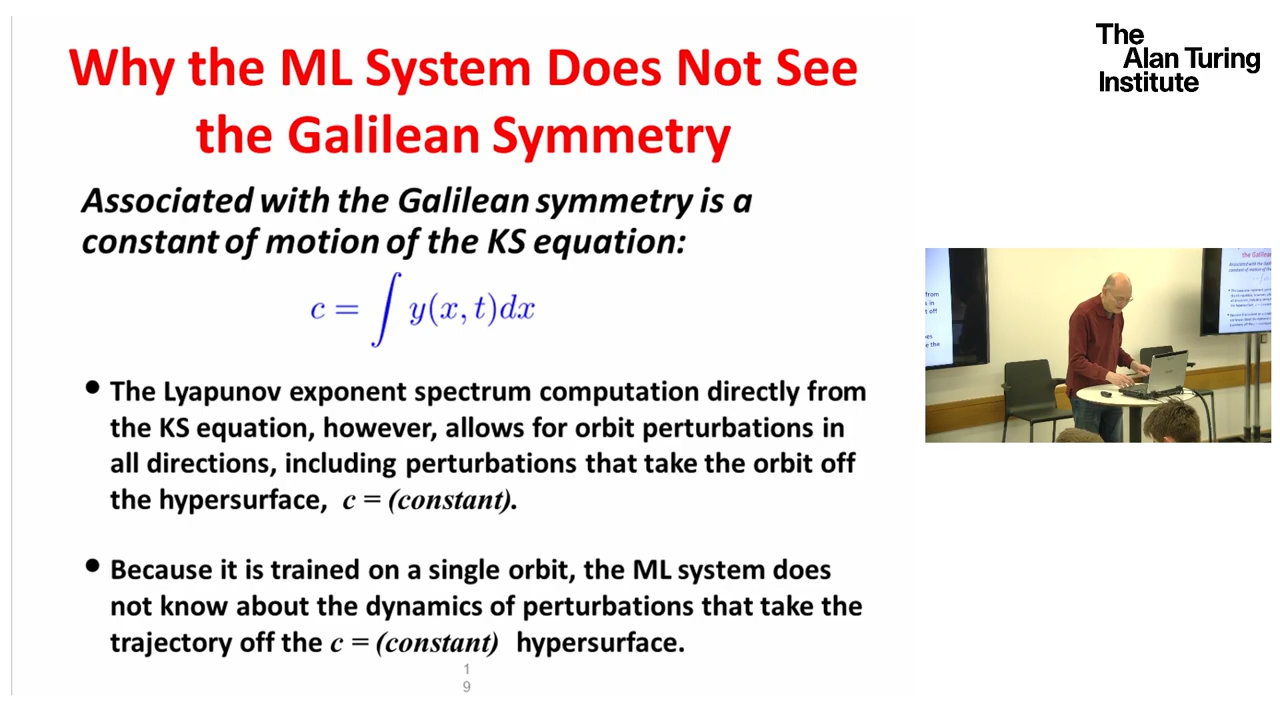 Why the ML System Does Not See
the Galilean Symmetry
The
Alan Turing
Institute
Associated with the Galilean symmetry is a
constant of motion of the KS equation:
c = ∫ y(x, t)dx
• The Lyapunov exponent spectrum computation directly from
the KS equation, however, allows for orbit perturbations in
all directions, including perturbations that take the orbit off
the hypersurface, c = (constant).
• Because it is trained on a single orbit, the ML system does
not know about the dynamics of perturbations that take the
trajectory off the c = (constant) hypersurface.
1
9